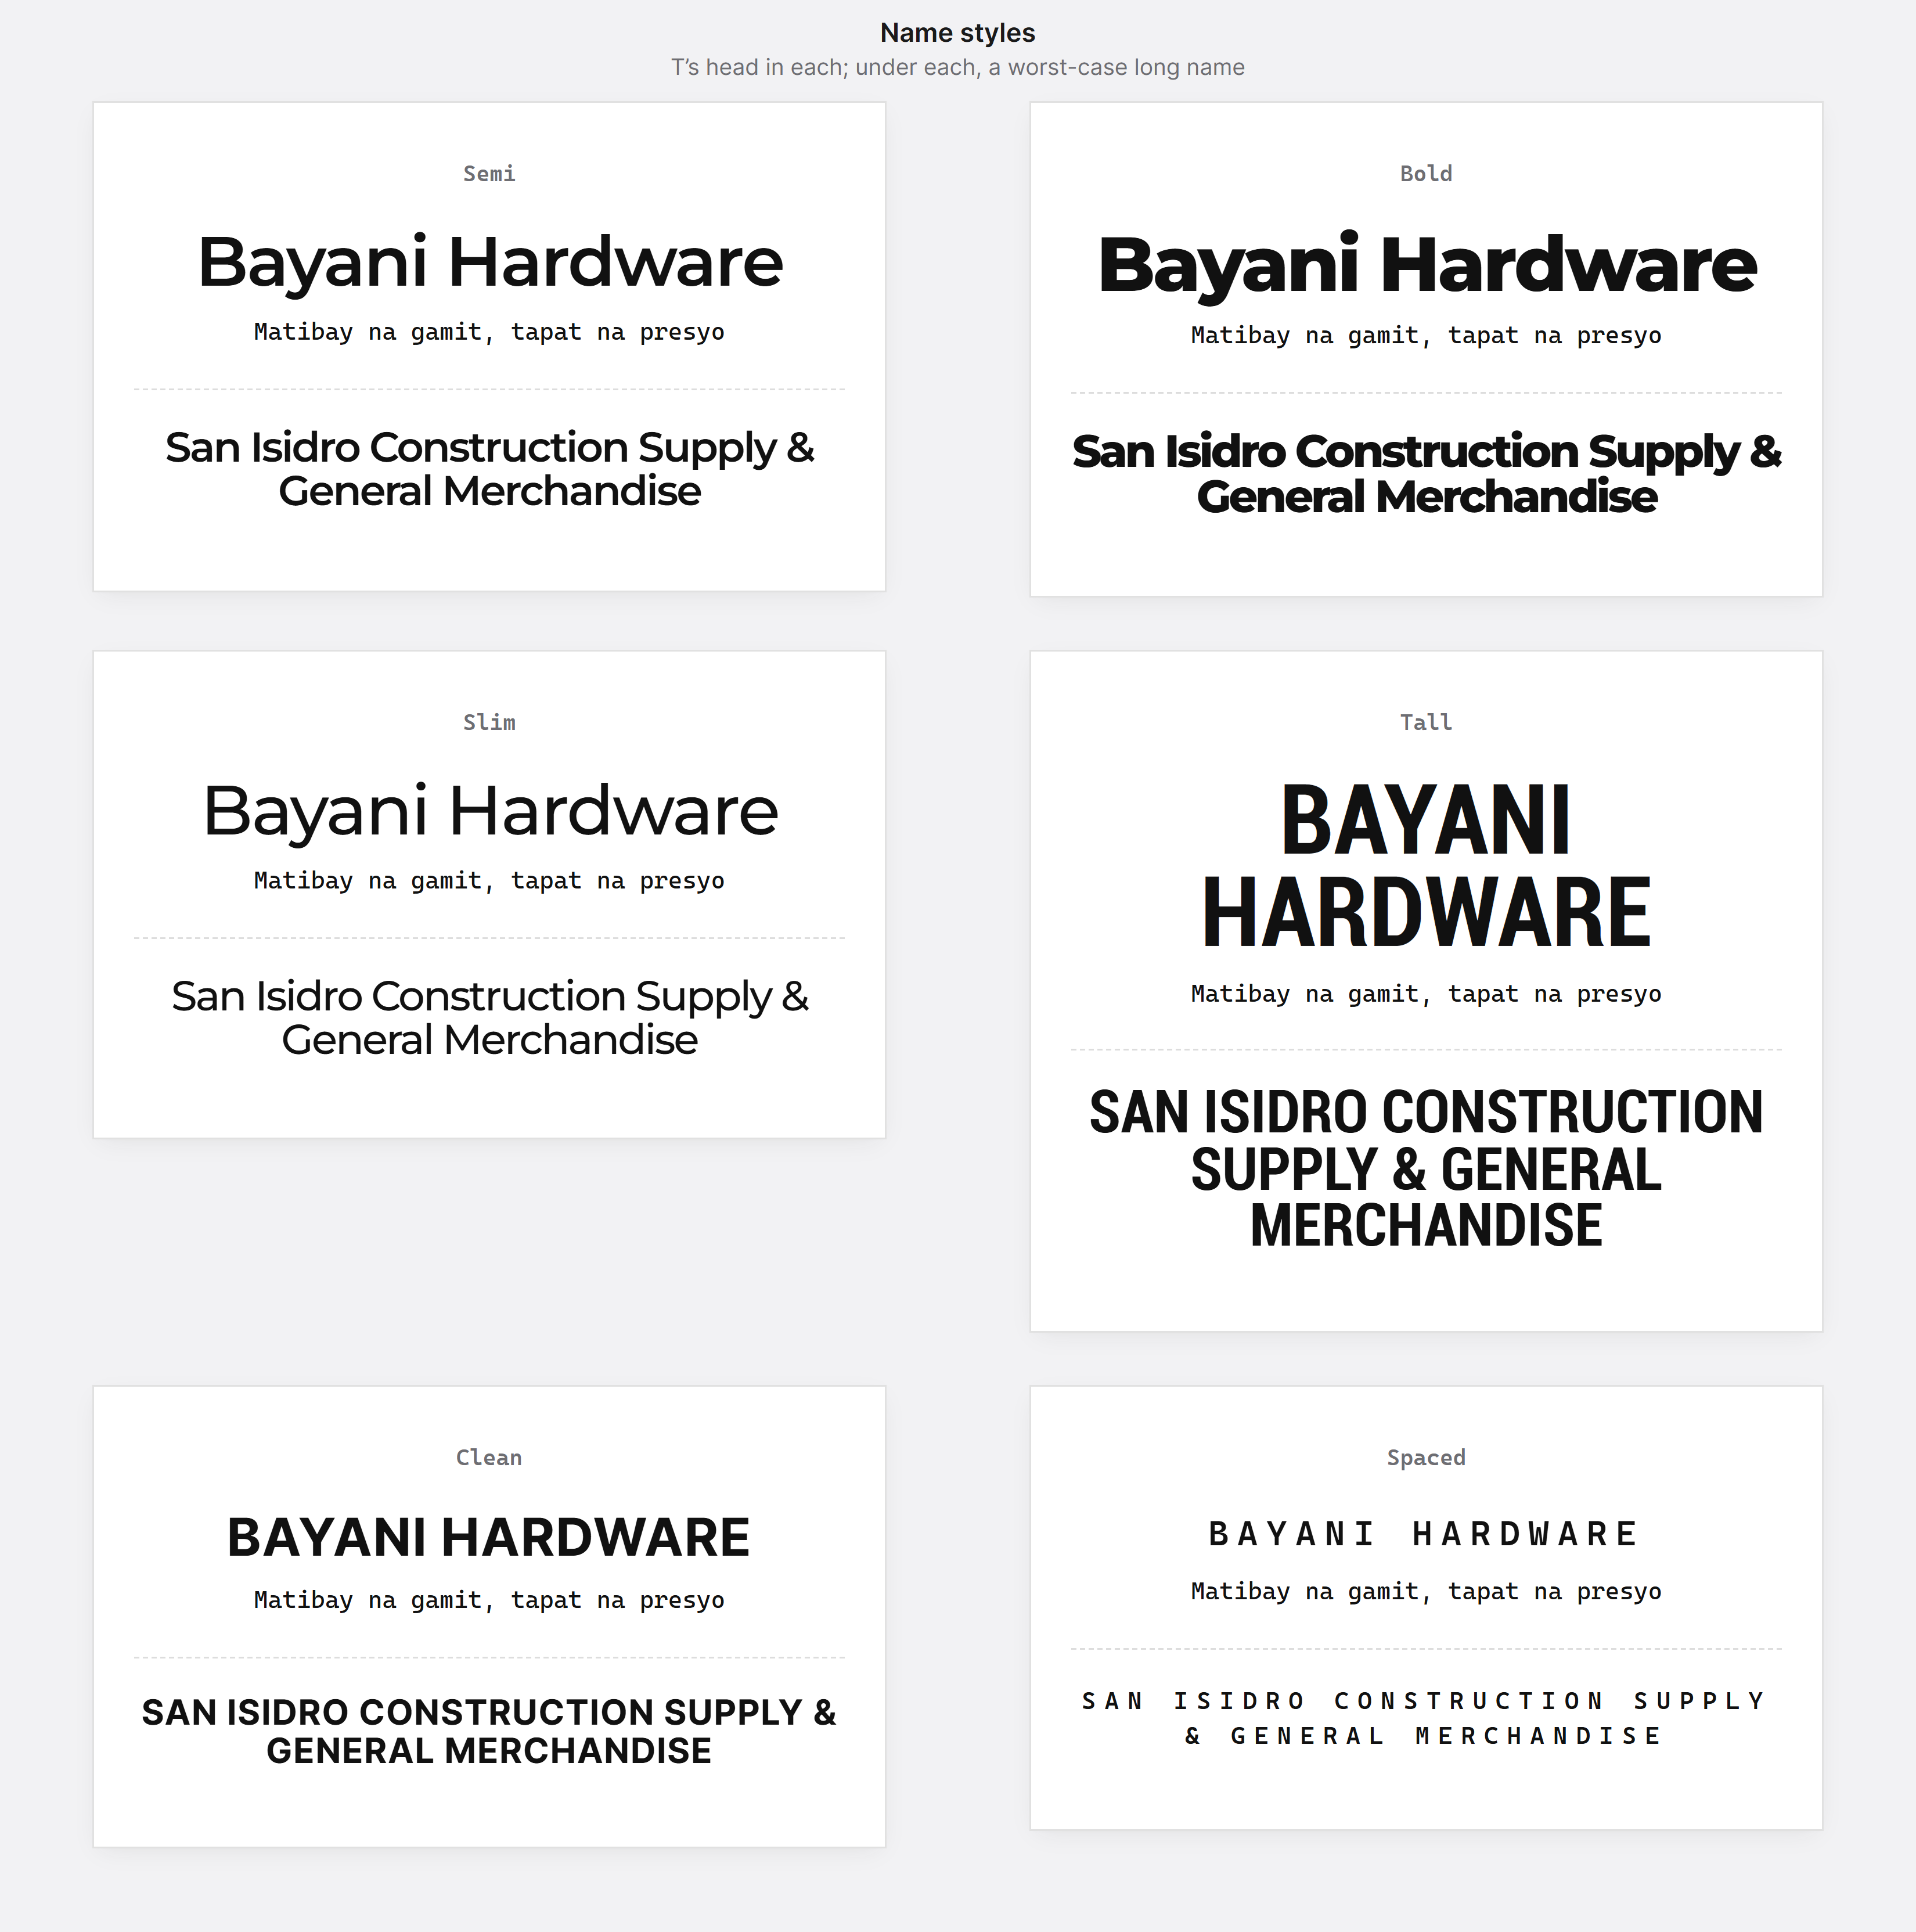 Name styles
T’s head in each; under each, a worst-case long name
Semi
Bayani Hardware
Matibay na gamit, tapat na presyo
San Isidro Construction Supply &
General Merchandise
Bold
Bayani Hardware
Matibay na gamit, tapat na presyo
San Isidro Construction Supply &
General Merchandise
Slim
Bayani Hardware
Matibay na gamit, tapat na presyo
San Isidro Construction Supply &
General Merchandise
Tall
BAYANI
HARDWARE
Matibay na gamit, tapat na presyo
SAN ISIDRO CONSTRUCTION
SUPPLY & GENERAL
MERCHANDISE
Clean
BAYANI HARDWARE
Matibay na gamit, tapat na presyo
SAN ISIDRO CONSTRUCTION SUPPLY &
GENERAL MERCHANDISE
Spaced
BAYANI HARDWARE
Matibay na gamit, tapat na presyo
SAN ISIDRO CONSTRUCTION SUPPLY
& GENERAL MERCHANDISE